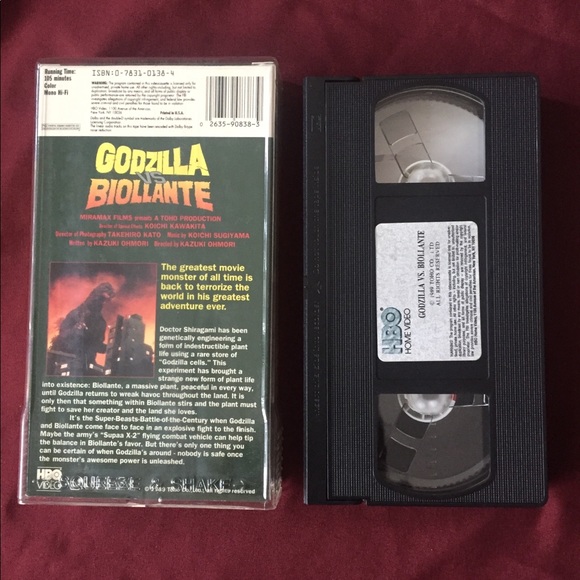 Running Time:
105 minutes
Color
Mono Hi-Fi
ISBN:0-7831-0138-4
Printed in U.S.A.
0 2635-90838-3
GODZILLA
VS.
BIOLLANTE
MIRAMAX FILMS presents A TOHO PRODUCTION
Director of Special Effects KOICHI KAWAKITA
Director of Photography TAKEHIRO KATO Music by KOICHI SUGIYAMA
Written by KAZUKI OHMORI Directed by KAZUKI OHMORI
The greatest movie
monster of all time is
back to terrorize the
world in his greatest
adventure ever.
Doctor Shiragami has been
genetically engineering a
form of indestructible plant
life using a rare store of
"Godzilla cells." This
experiment has brought a
strange new form of plant life
into existence: Biollante, a massive plant, peaceful in every way,
until Godzilla returns to wreak havoc throughout the land. It is
only then that something within Biollante stirs and the plant must
fight to save her creator and the land she loves.
It's the Super-Beasts-Battle-of-the-Century when Godzilla
and Biollante come face to face in an explosive fight to the finish.
Maybe the army's "Supaa X-2" flying combat vehicle can help tip
the balance in Biollante's favor. But there's only one thing you
can be certain of when Godzilla's around - nobody is safe once
the monster's awesome power is unleashed.
HBO
VIDEO
HBO
HOME VIDEO
GODZILLA VS. BIOLLANTE
© 1989 TOHO CO., LTD
ALL RIGHTS RESERVED